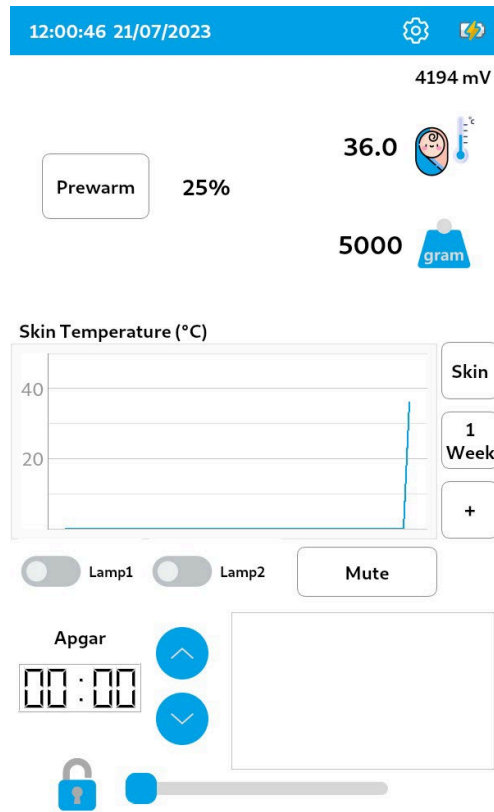 12:00:46 21/07/2023
4194 mV
°c
36.0
Prewarm 25%
5000 gram
Skin Temperature (°C)
Skin
40
1
Week
20
+
Lamp1 Lamp2 Mute
Apgar
00:00